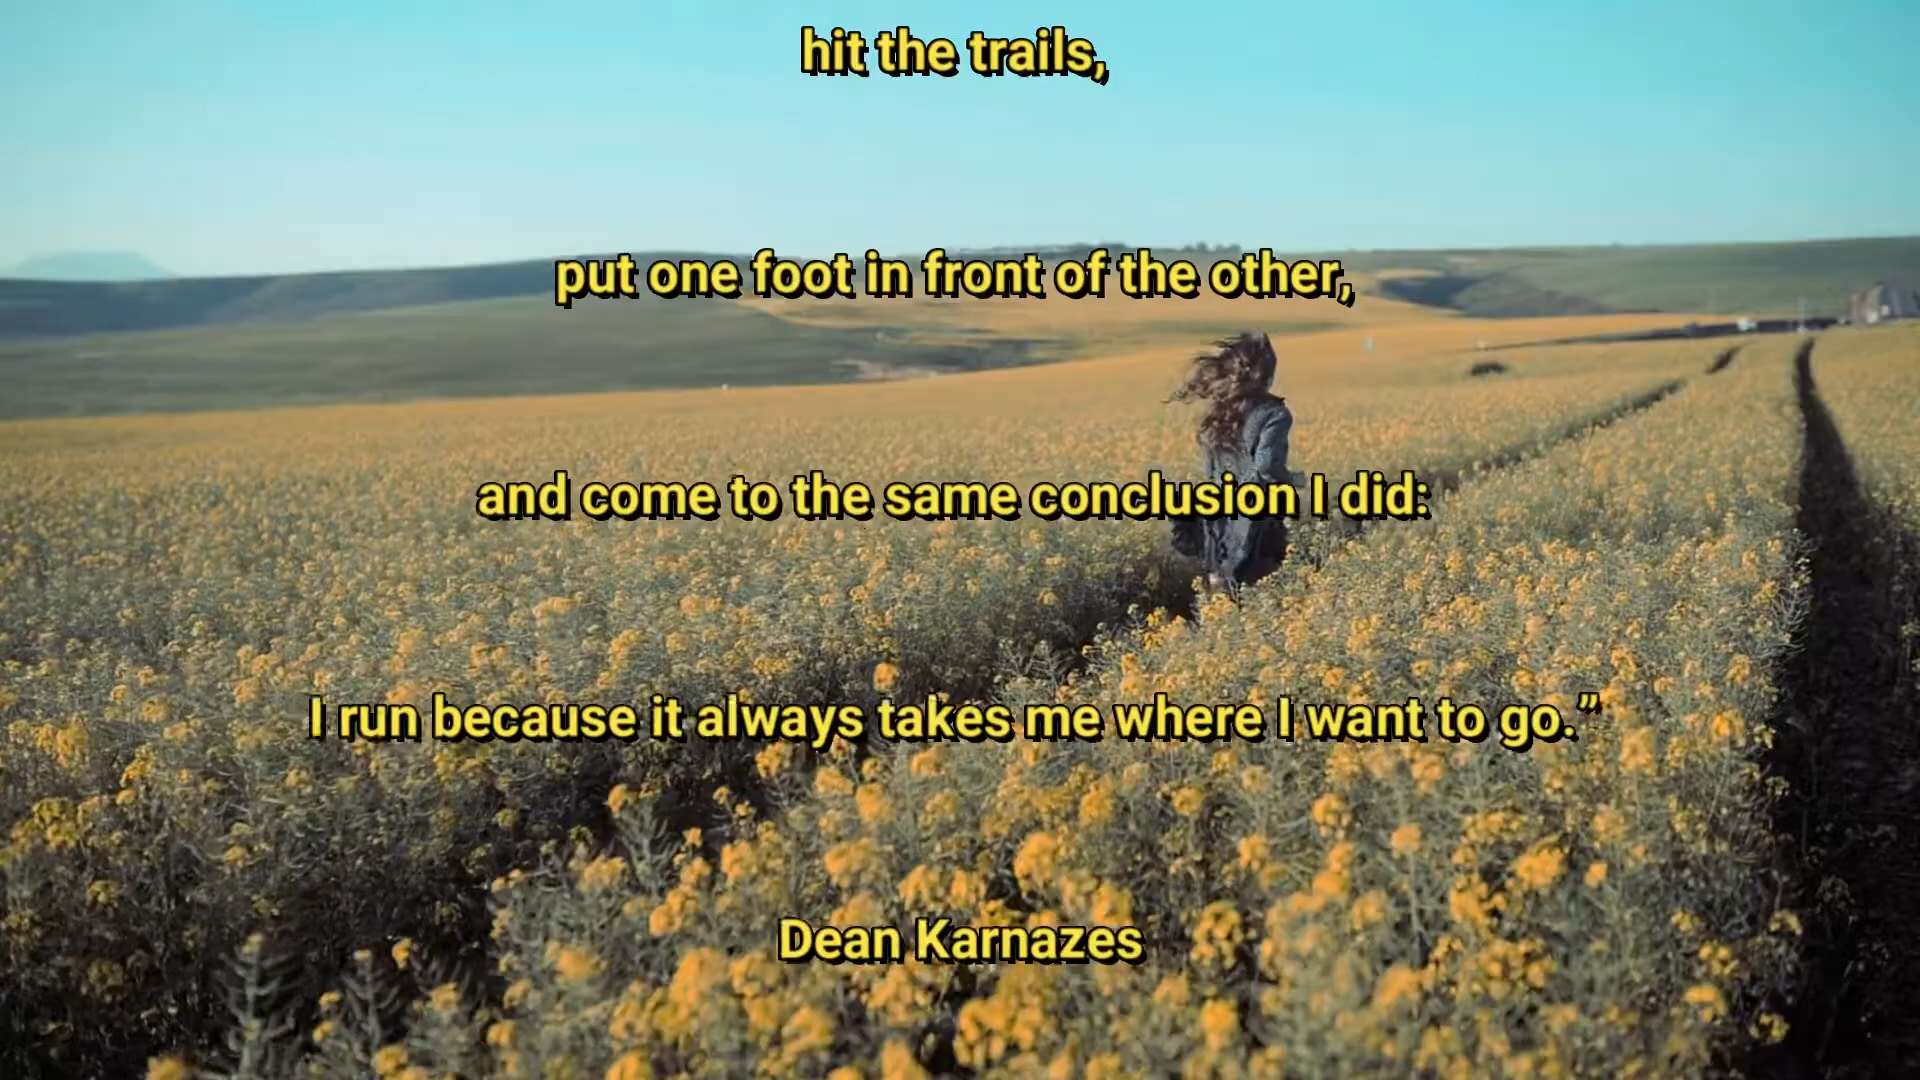 hit the trails,
put one foot in front of the other,
and come to the same conclusion I did:
I run because it always takes me where I want to go.”
Dean Karnazes